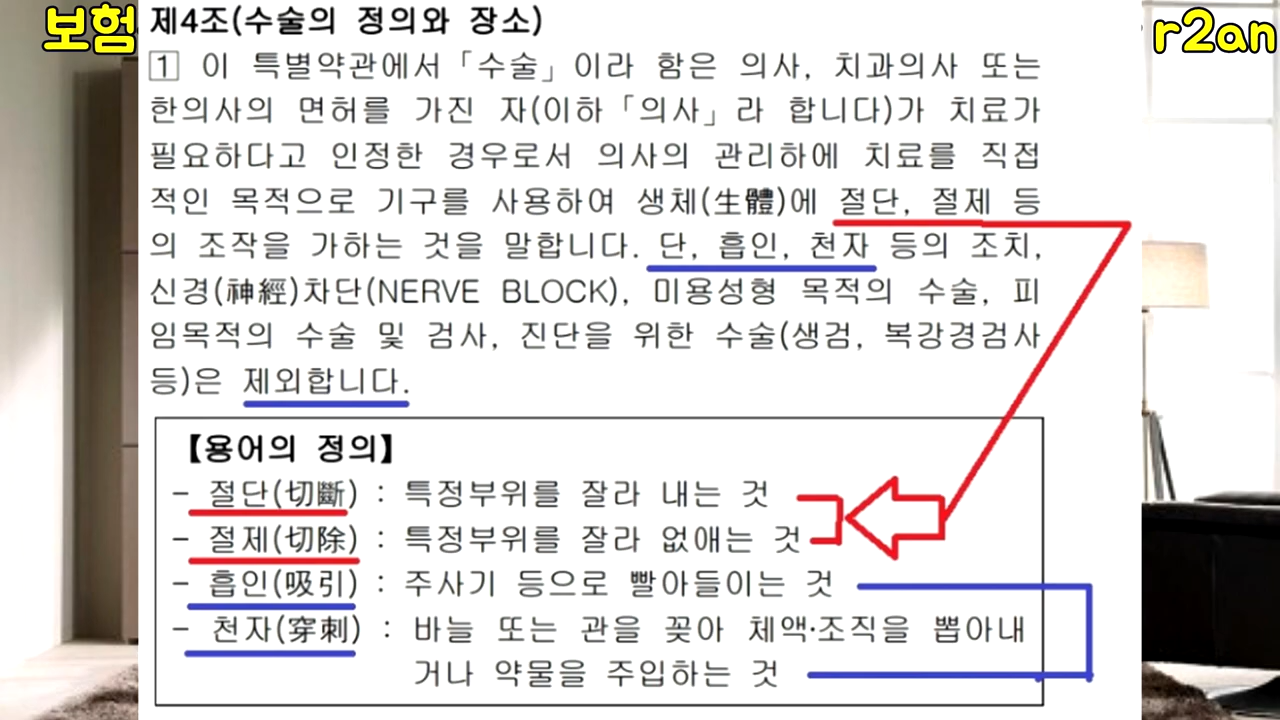 보험
r2an
제4조(수술의 정의와 장소)
1 이 특별약관에서「수술」이라 함은 의사, 치과의사 또는
한의사의 면허를 가진 자(이하「의사」라 합니다)가 치료가
필요하다고 인정한 경우로서 의사의 관리하에 치료를 직접
적인 목적으로 기구를 사용하여 생체(生體)에 절단, 절제 등
의 조작을 가하는 것을 말합니다. 단, 흡인, 천자 등의 조치,
신경(神經)차단(NERVE BLOCK), 미용성형 목적의 수술, 피
임목적의 수술 및 검사, 진단을 위한 수술(생검, 복강경검사
등)은 제외합니다.
【용어의 정의】
- 절단(切斷) : 특정부위를 잘라 내는 것
- 절제(切除) : 특정부위를 잘라 없애는 것
- 흡인(吸引) : 주사기 등으로 빨아들이는 것
- 천자(穿刺) : 바늘 또는 관을 꽂아 체액·조직을 뽑아내
거나 약물을 주입하는 것